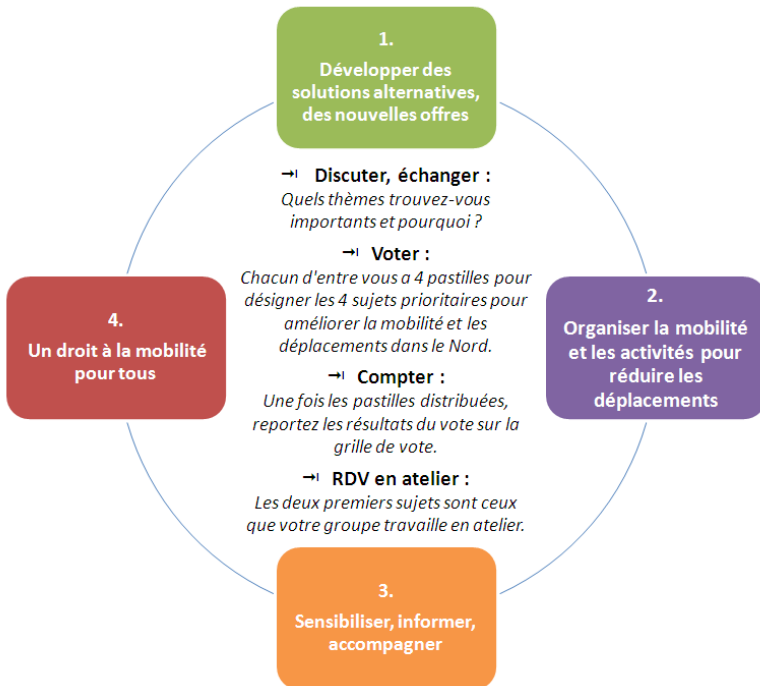 1.
Développer des
solutions alternatives,
des nouvelles offres
→ı Discuter, échanger :
Quels thèmes trouvez-vous
importants et pourquoi ?
→ı Voter :
Chacun d'entre vous a 4 pastilles pour
désigner les 4 sujets prioritaires pour
améliorer la mobilité et les
déplacements dans le Nord.
→ı Compter :
Une fois les pastilles distribuées,
reportez les résultats du vote sur la
grille de vote.
→ı RDV en atelier :
Les deux premiers sujets sont ceux
que votre groupe travaille en atelier.
2.
Organiser la mobilité
et les activités pour
réduire les
déplacements
3.
Sensibiliser, informer,
accompagner
4.
Un droit à la mobilité
pour tous